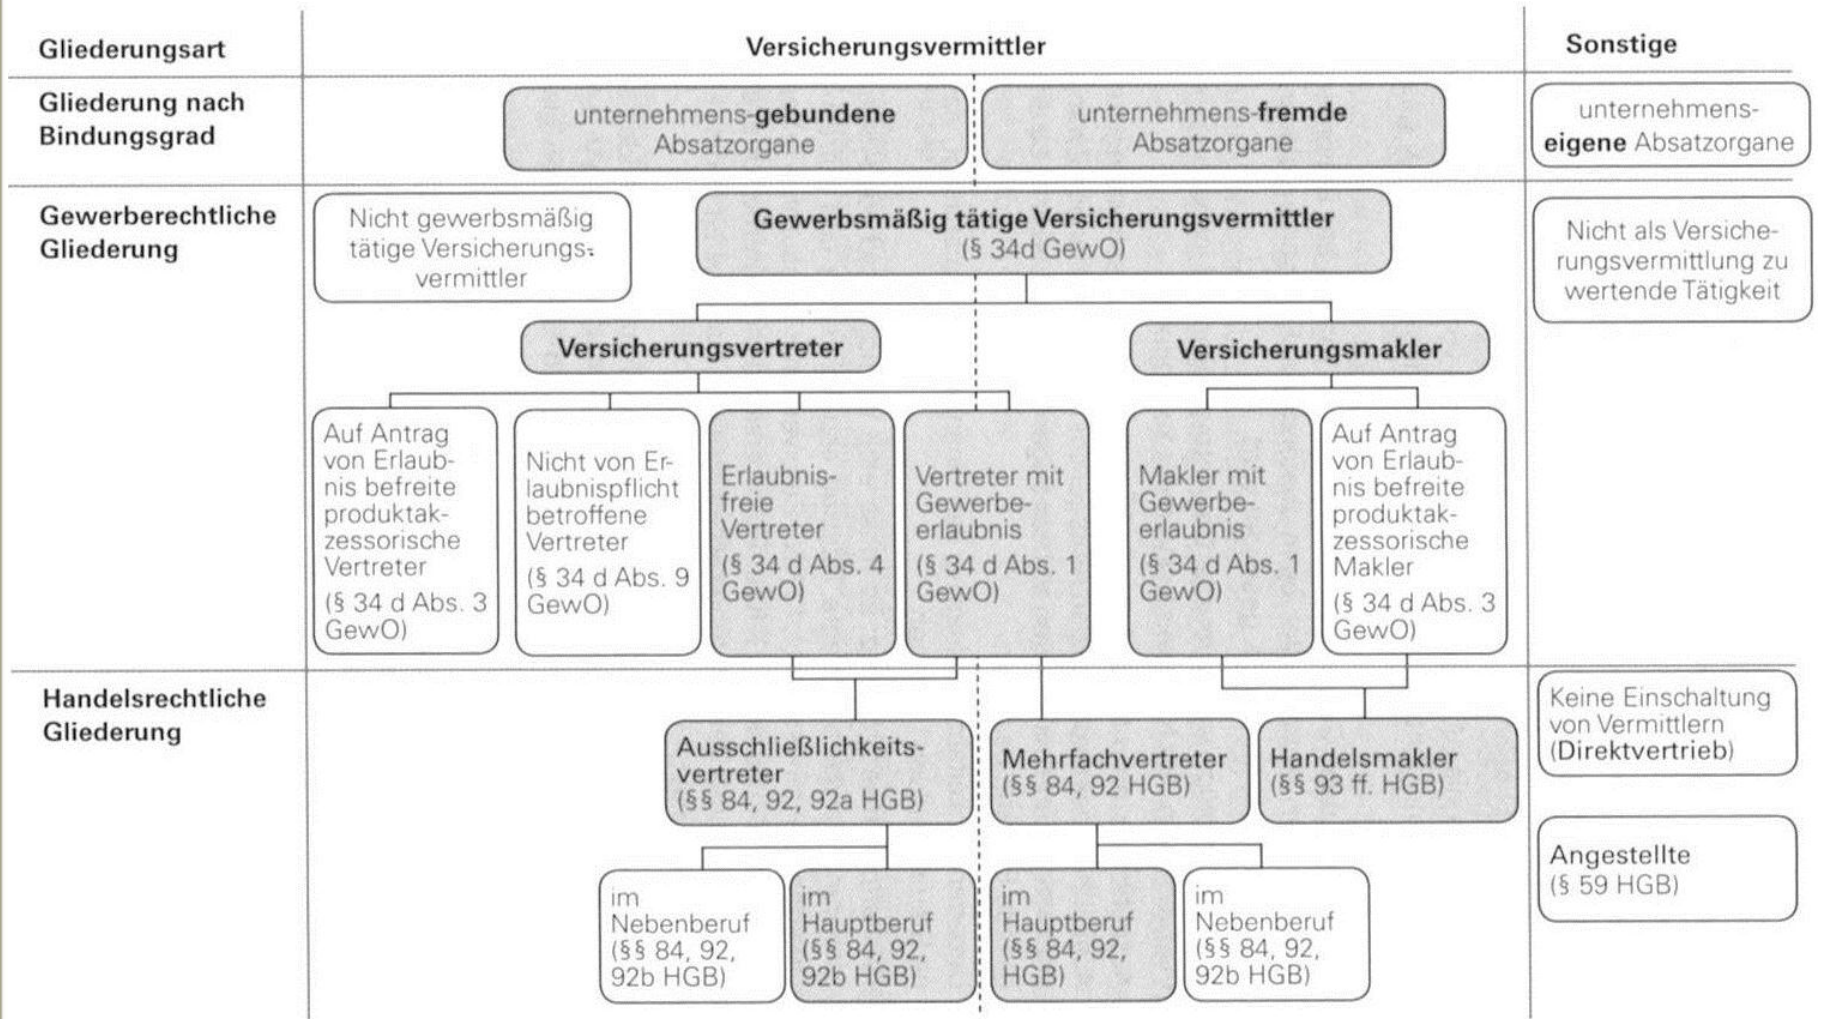 Gliederungsart
Versicherungsvermittler
Sonstige
Gliederung nach
Bindungsgrad
unternehmens-gebundene
Absatzorgane
unternehmens-fremde
Absatzorgane
unternehmens-
eigene Absatzorgane
Gewerberechtliche
Gliederung
Nicht gewerbsmäßig
tätige Versicherungs-
vermittler
Gewerbsmäßig tätige Versicherungsvermittler
(§ 34d GewO)
Nicht als Versiche-
rungsvermittlung zu
wertende Tätigkeit
Versicherungsvertreter
Versicherungsmakler
Auf Antrag
von Erlaub-
nis befreite
produktak-
zessorische
Vertreter
(§ 34 d Abs. 3
GewO)
Nicht von Er-
laubnispflicht
betroffene
Vertreter
(§ 34 d Abs. 9
GewO)
Erlaubnis-
freie
Vertreter
(§ 34 d Abs. 4
GewO)
Vertreter mit
Gewerbe-
erlaubnis
(§ 34 d Abs. 1
GewO)
Makler mit
Gewerbe-
erlaubnis
(§ 34 d Abs. 1
GewO)
Auf Antrag
von Erlaub-
nis befreite
produktak-
zessorische
Makler
(§ 34 d Abs. 3
GewO)
Handelsrechtliche
Gliederung
Ausschließlichkeits-
vertreter
(§§ 84, 92, 92a HGB)
Mehrfachvertreter
(§§ 84, 92 HGB)
Handelsmakler
(§§ 93 ff. HGB)
Keine Einschaltung
von Vermittlern
(Direktvertrieb)
Angestellte
(§ 59 HGB)
im
Nebenberuf
(§§ 84, 92,
92b HGB)
im
Hauptberuf
(§§ 84, 92,
92b HGB)
im
Hauptberuf
(§§ 84, 92,
HGB)
im
Nebenberuf
(§§ 84, 92,
92b HGB)